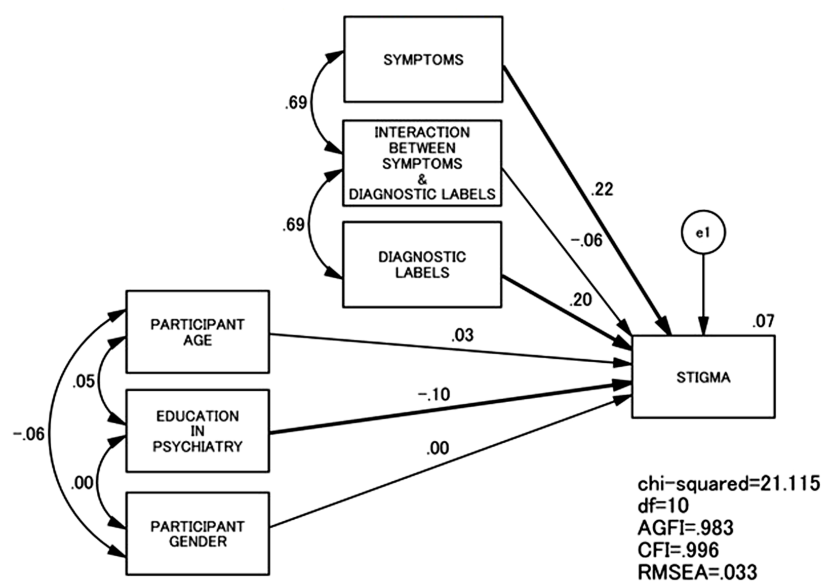 SYMPTOMS
.69
INTERACTION
BETWEEN
SYMPTOMS
&
DIAGNOSTIC LABELS
.22
-.06
.69
e1
DIAGNOSTIC
LABELS
.20
.07
PARTICIPANT
AGE
.03
STIGMA
.05
-.10
EDUCATION
IN
PSYCHIATRY
-.06
.00
.00
PARTICIPANT
GENDER
chi-squared=21.115
df=10
AGFI=.983
CFI=.996
RMSEA=.033